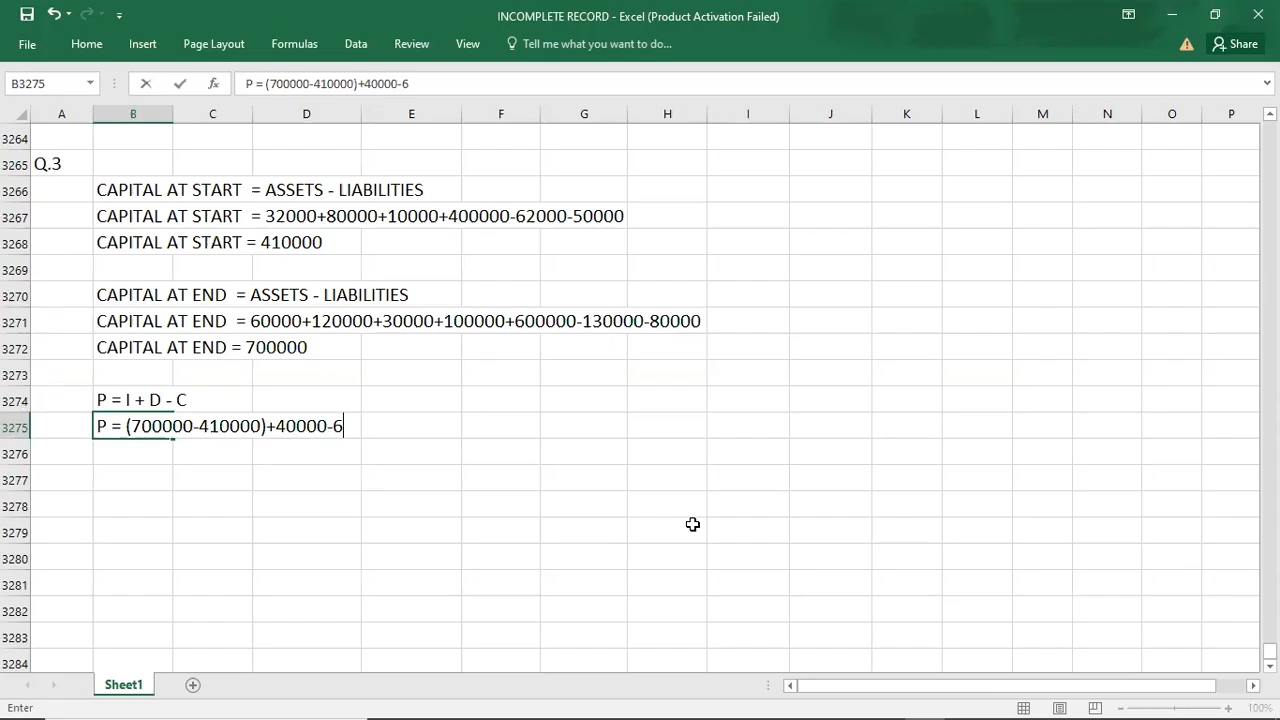 INCOMPLETE RECORD - Excel (Product Activation Failed)
File Home Insert Page Layout Formulas Data Review View Tell me what you want to do... Share
B3275 fx P = (700000-410000)+40000-6
A B C D E F G H I J K L M N O P
3264
3265 Q.3
3266 CAPITAL AT START = ASSETS - LIABILITIES
3267 CAPITAL AT START = 32000+80000+10000+400000-62000-50000
3268 CAPITAL AT START = 410000
3269
3270 CAPITAL AT END = ASSETS - LIABILITIES
3271 CAPITAL AT END = 60000+120000+30000+100000+600000-130000-80000
3272 CAPITAL AT END = 700000
3273
3274 P = I + D - C
3275 P = (700000-410000)+40000-6
3276
3277
3278
3279
3280
3281
3282
3283
3284
Sheet1
Enter 100%